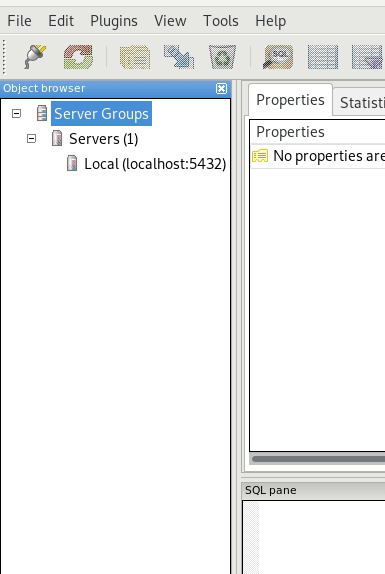 File Edit Plugins View Tools Help
SQL
Object browser
Server Groups
Servers (1)
Local (localhost:5432)
Properties Statisti
Properties
No properties are
SQL pane